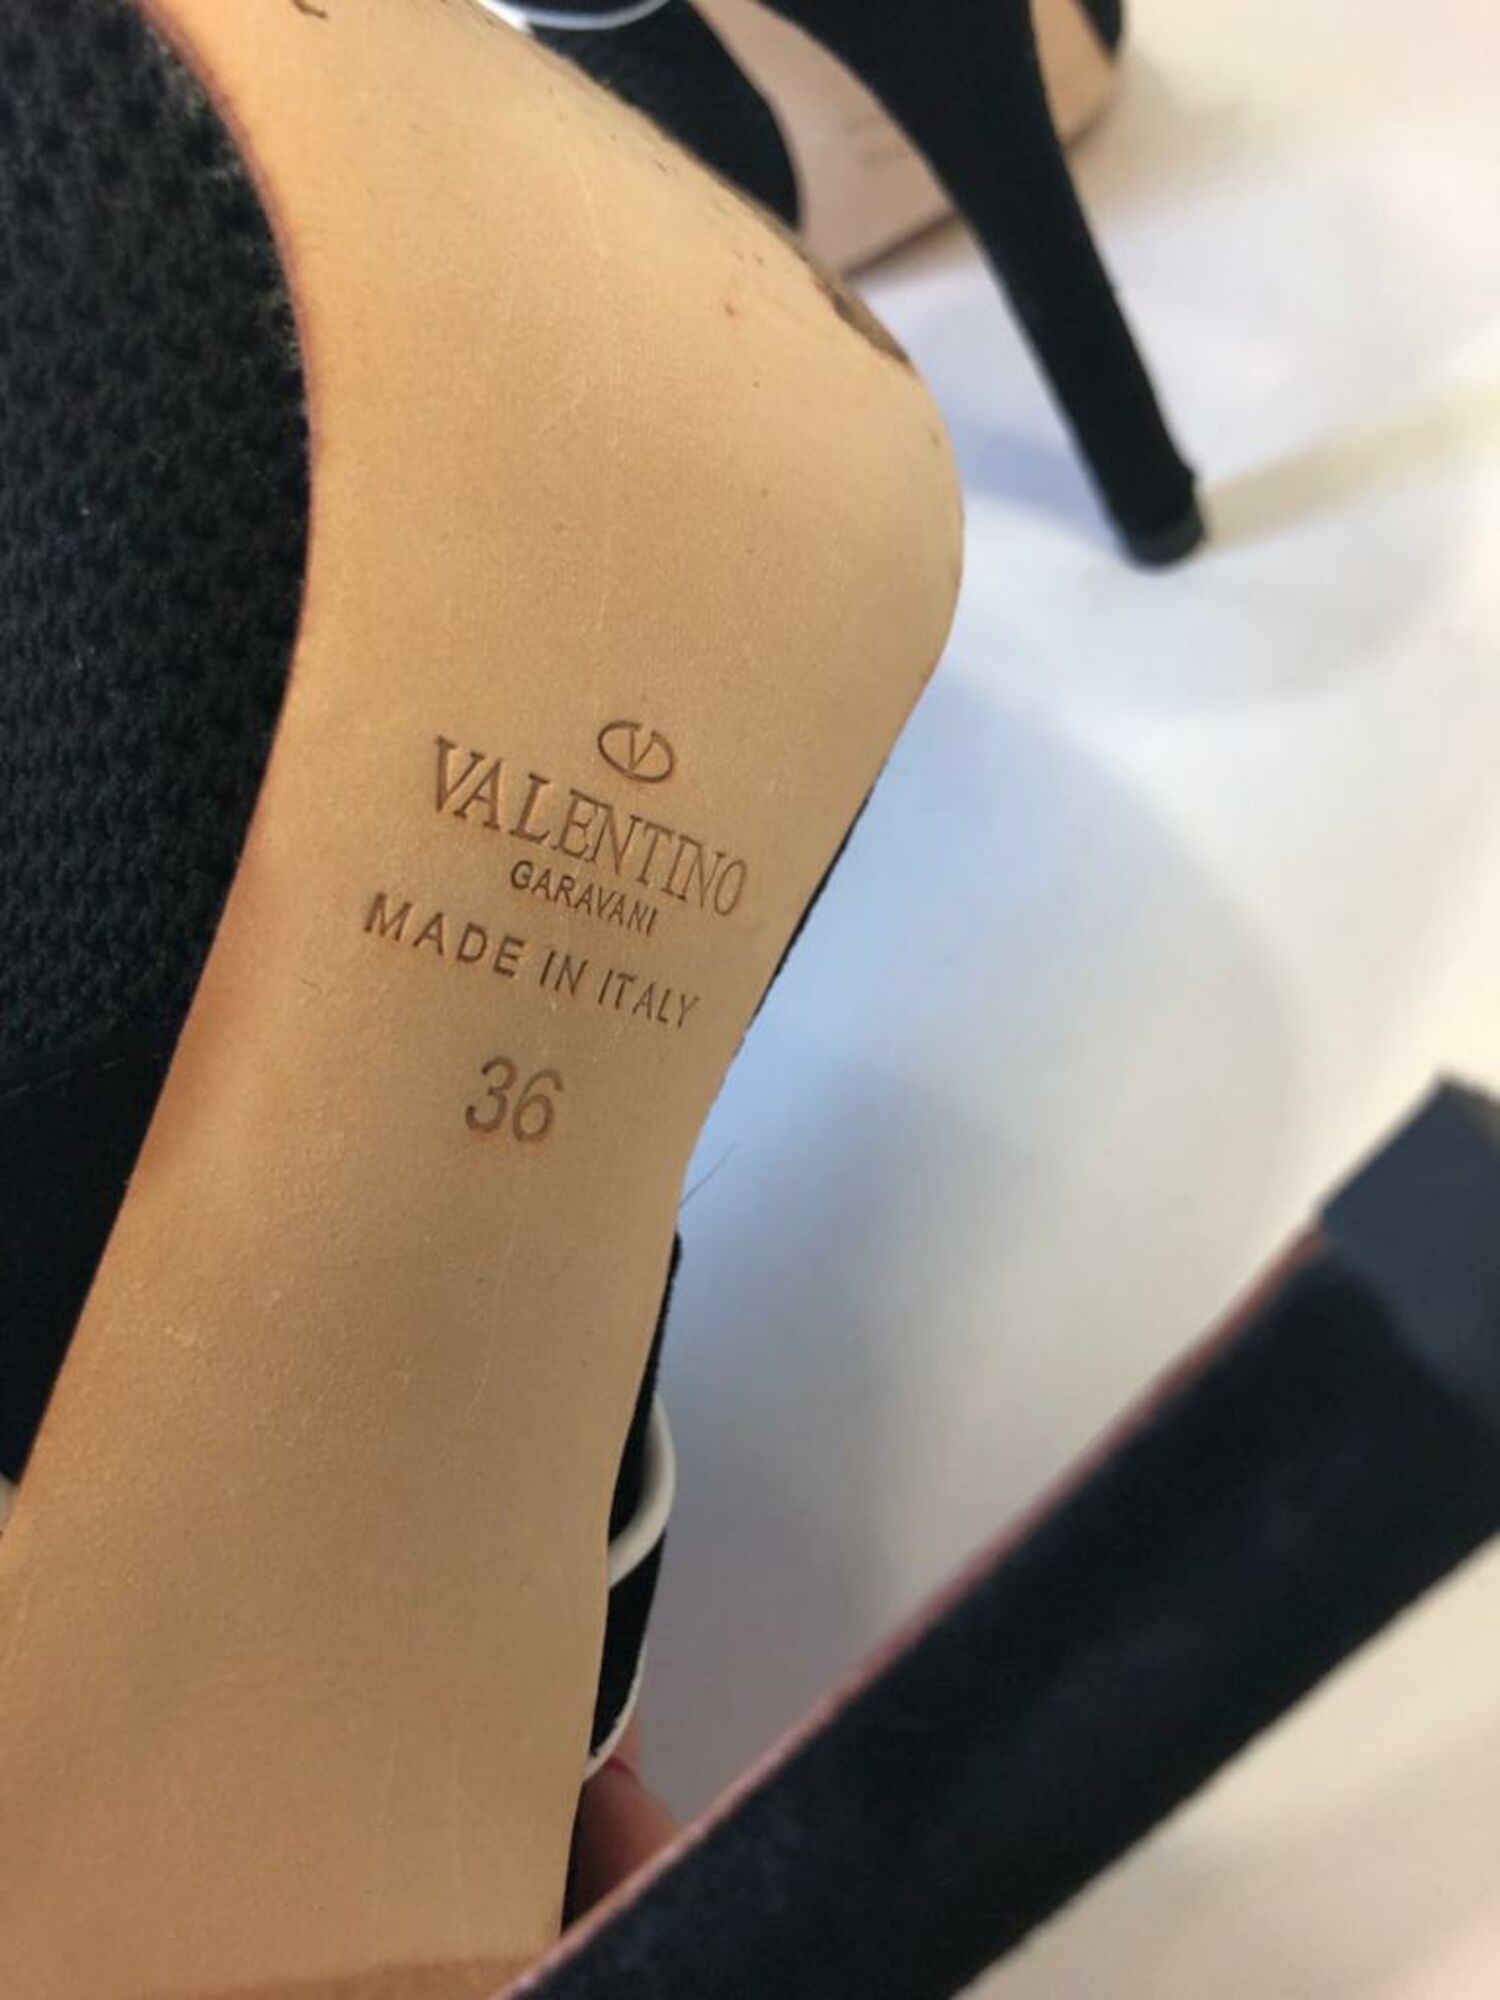 V
VALENTINO
GARAVANI
MADE IN ITALY
36